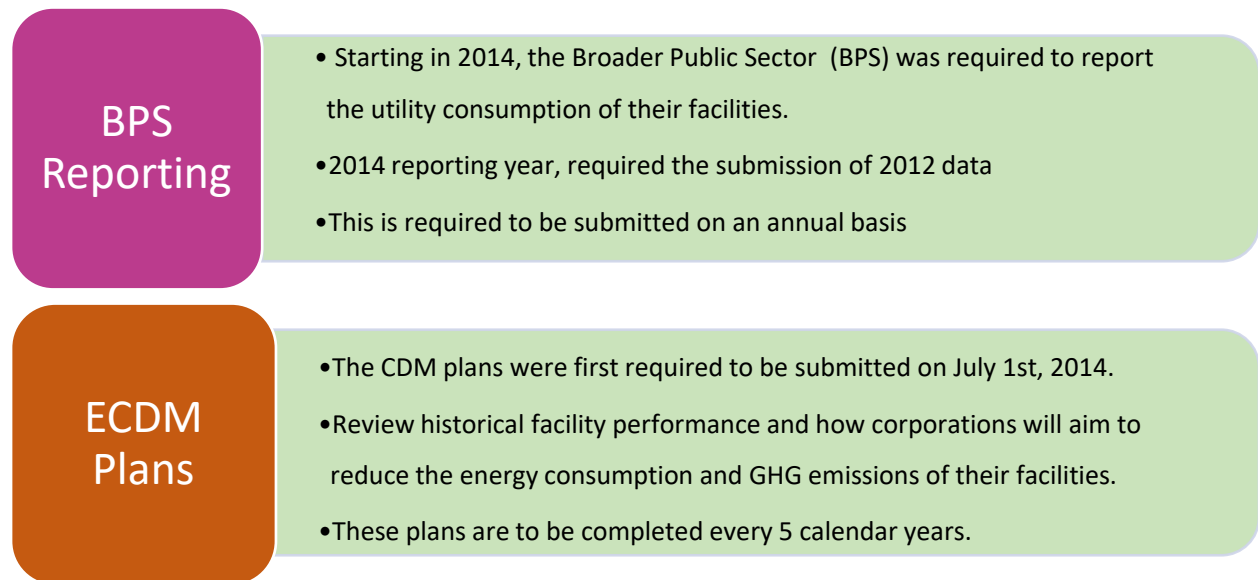 BPS
Reporting
• Starting in 2014, the Broader Public Sector (BPS) was required to report
the utility consumption of their facilities.
•2014 reporting year, required the submission of 2012 data
•This is required to be submitted on an annual basis
ECDM
Plans
•The CDM plans were first required to be submitted on July 1st, 2014.
•Review historical facility performance and how corporations will aim to
reduce the energy consumption and GHG emissions of their facilities.
•These plans are to be completed every 5 calendar years.